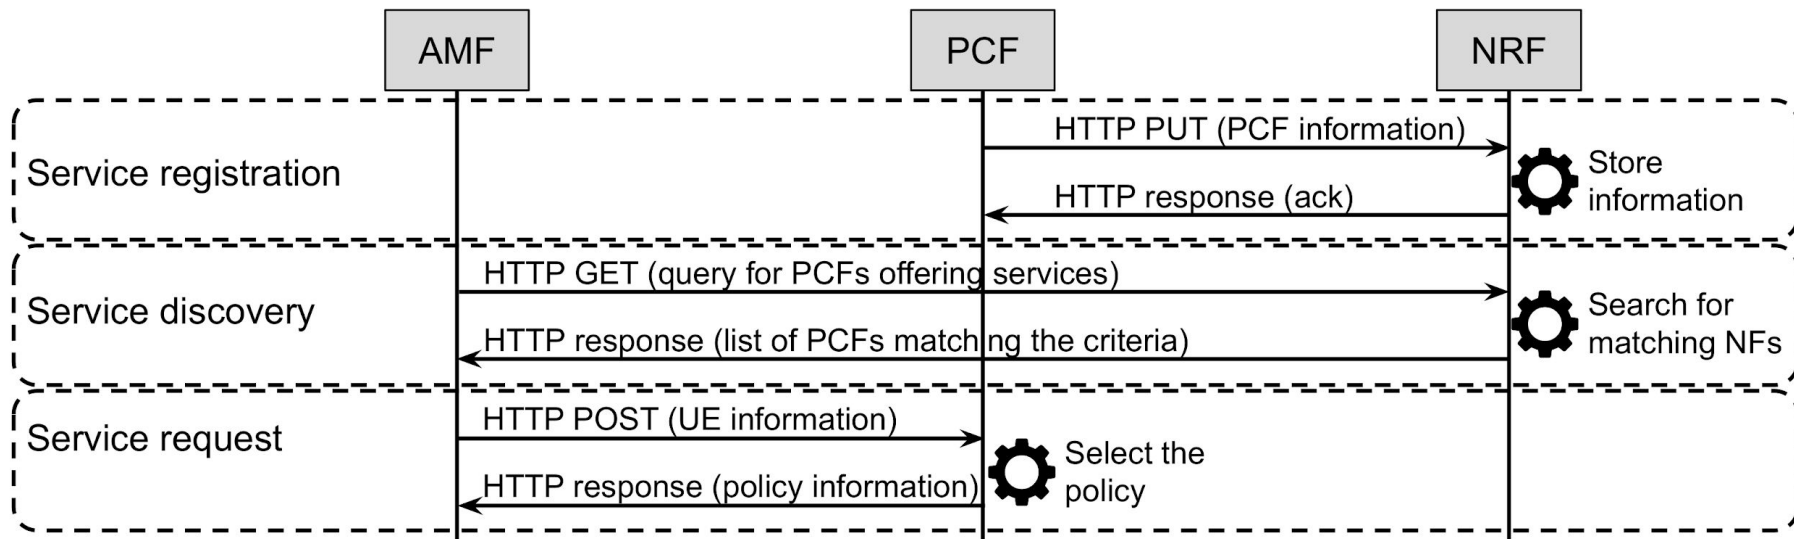 AMF
PCF
NRF
Service registration
HTTP PUT (PCF information)
Store
information
HTTP response (ack)
Service discovery
HTTP GET (query for PCFs offering services)
Search for
matching NFs
HTTP response (list of PCFs matching the criteria)
Service request
HTTP POST (UE information)
Select the
policy
HTTP response (policy information)